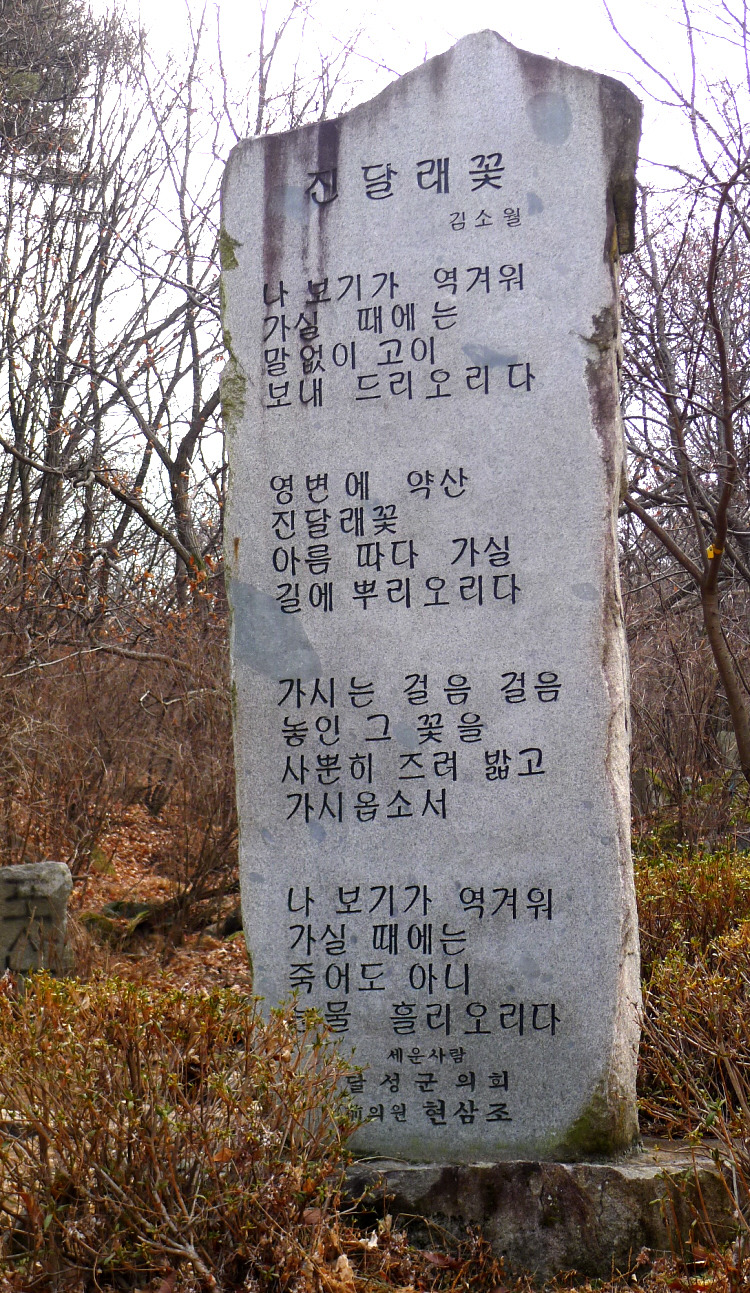 진달래꽃
김소월
나 보기가 역겨워
가실 때에는
말없이 고이
보내 드리오리다
영변에 약산
진달래꽃
아름 따다 가실
길에 뿌리오리다
가시는 걸음 걸음
놓인 그 꽃을
사뿐히 즈려 밟고
가시옵소서
나 보기가 역겨워
가실 때에는
죽어도 아니
눈물 흘리오리다
세운사람
달성군의회
前의원 현삼조